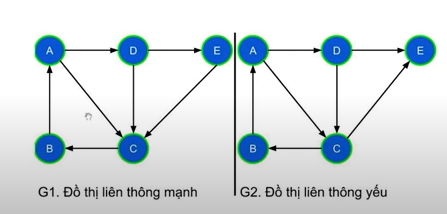 A D E A D E
B C B C
G1. Đồ thị liên thông mạnh G2. Đồ thị liên thông yếu